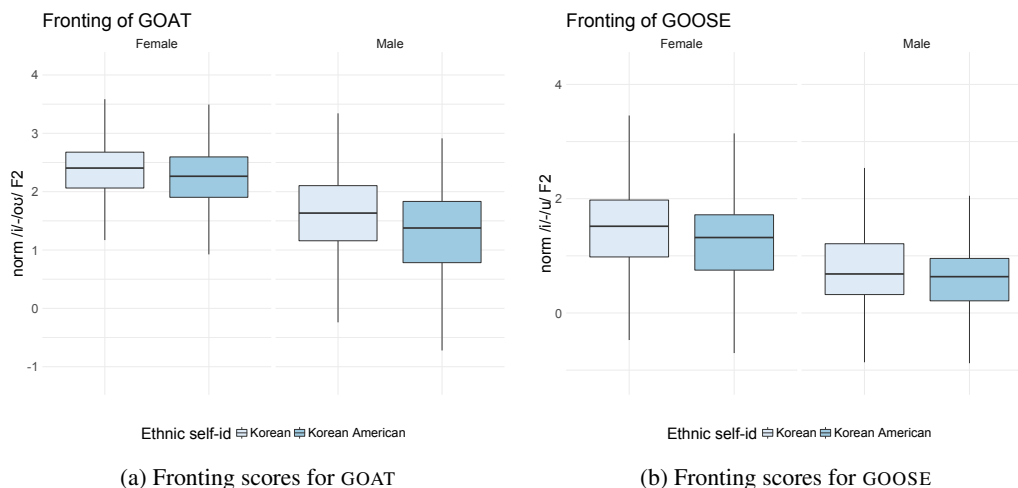 Fronting of GOAT
Female
Male
norm /i/-/oʊ/ F2
4
3
2
1
0
-1
Ethnic self-id Korean Korean American
(a) Fronting scores for GOAT
Fronting of GOOSE
Female
Male
norm /i/-/u/ F2
4
2
0
Ethnic self-id Korean Korean American
(b) Fronting scores for GOOSE